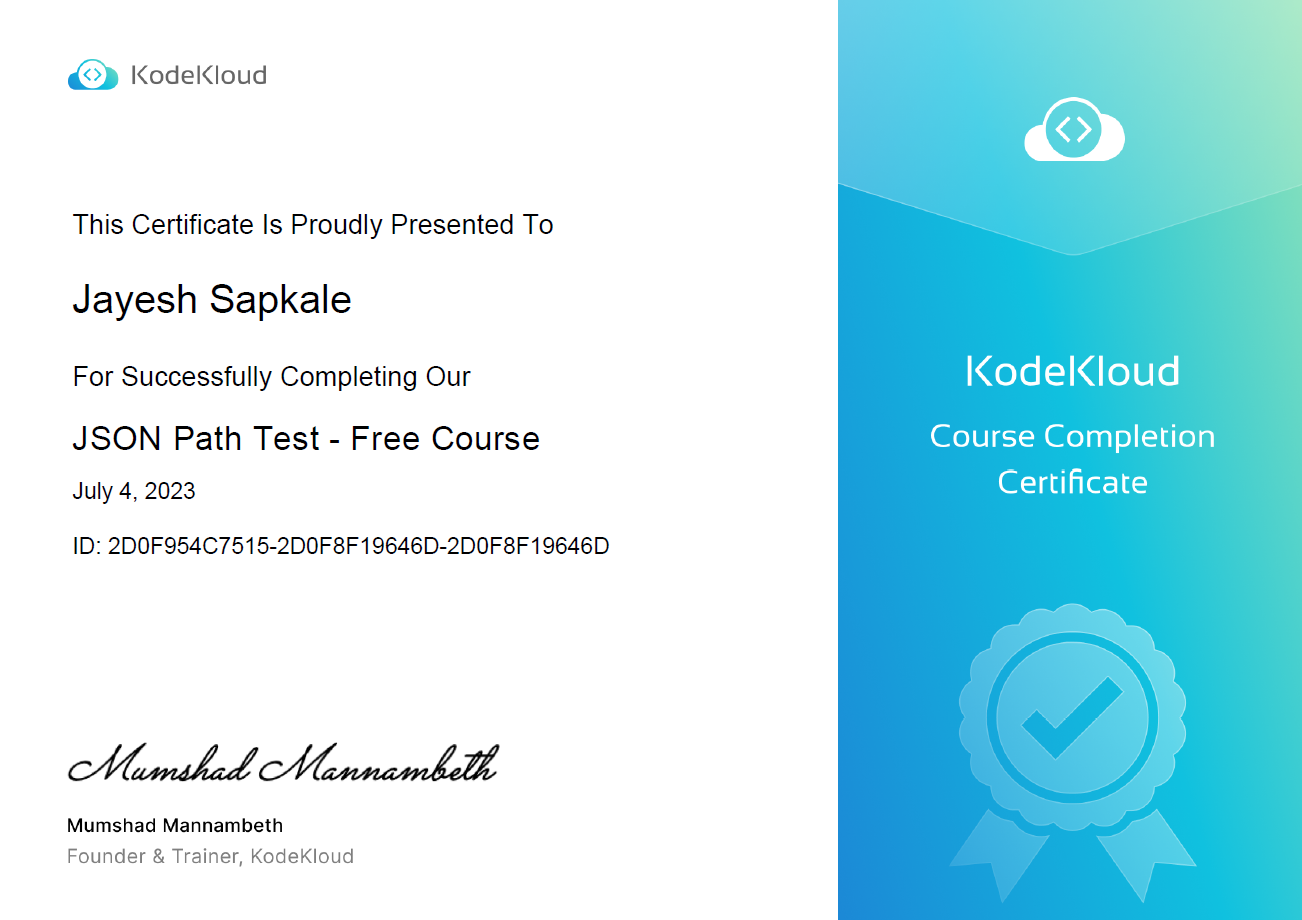 KodeKloud
This Certificate Is Proudly Presented To
Jayesh Sapkale
For Successfully Completing Our
JSON Path Test - Free Course
July 4, 2023
ID: 2D0F954C7515-2D0F8F19646D-2D0F8F19646D
Mumshad Mannambeth
Mumshad Mannambeth
Founder & Trainer, KodeKloud
KodeKloud
Course Completion
Certificate